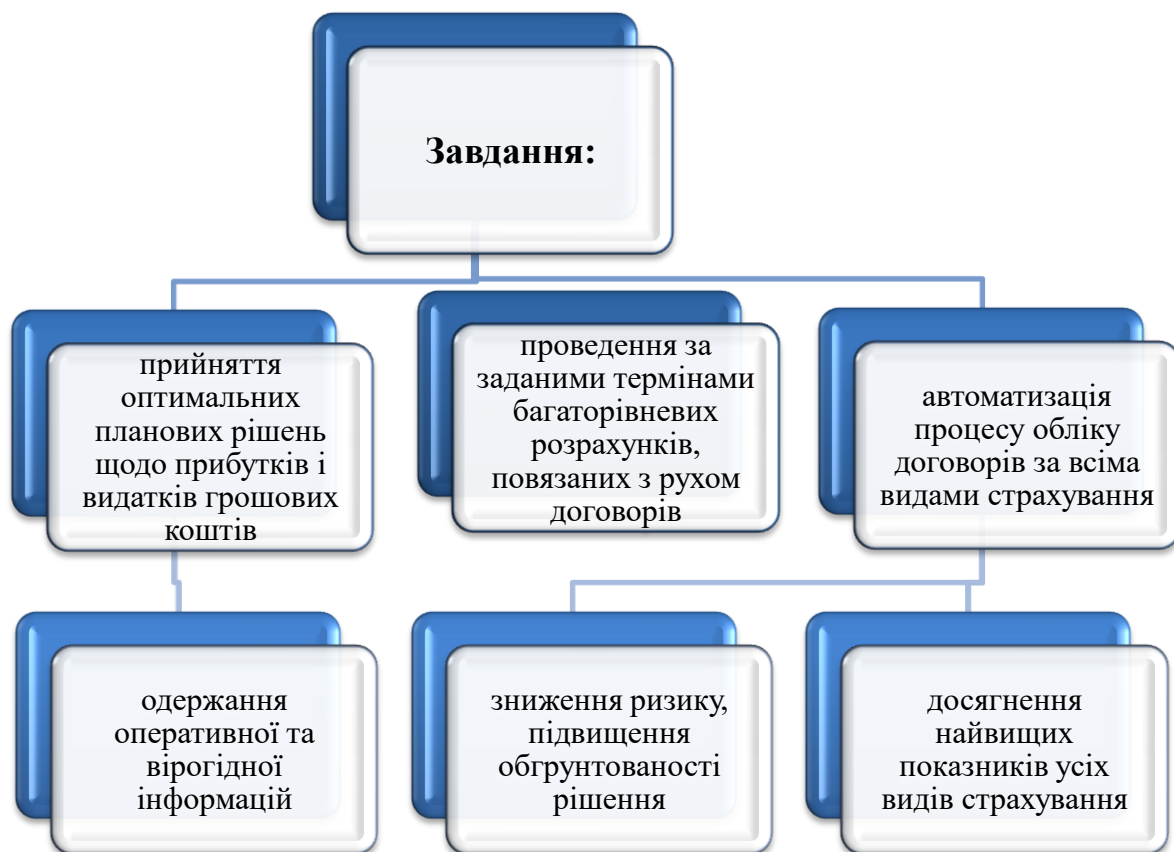 Завдання:
прийняття
оптимальних
планових рішень
щодо прибутків і
видатків грошових
коштів
проведення за
заданими термінами
багаторівневих
розрахунків,
повязаних з рухом
договорів
автоматизація
процесу обліку
договорів за всіма
видами страхування
одержання
оперативної та
вірогідної
інформацій
зниження ризику,
підвищення
обгрунтованості
рішення
досягнення
найвищих
показників усіх
видів страхування